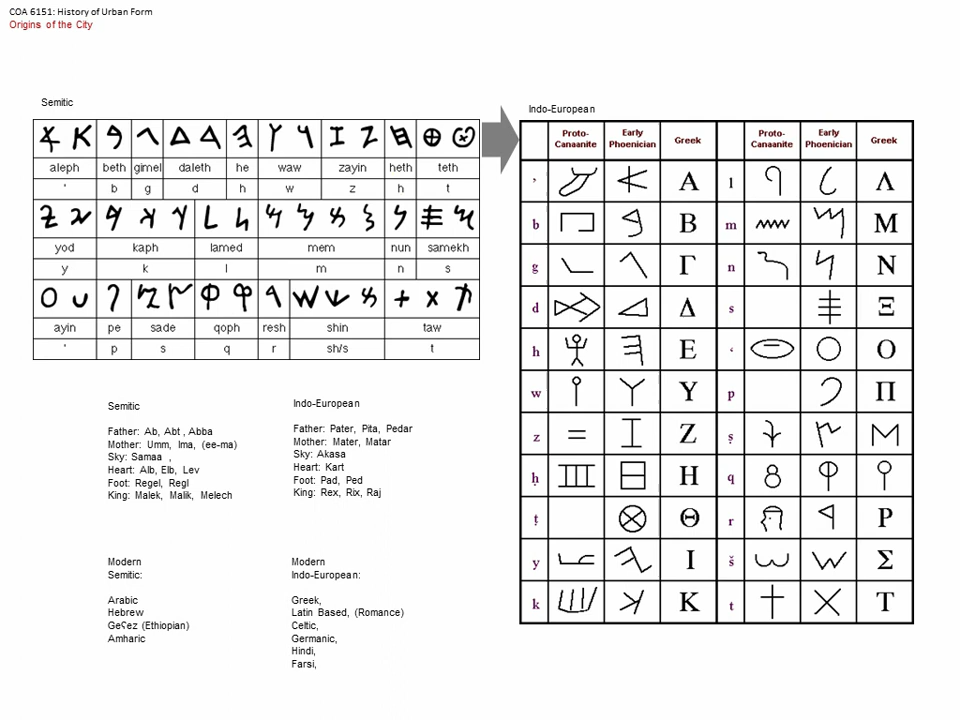 COA 6151: History of Urban Form
Origins of the City
Semitic
aleph beth gimel daleth he waw zayin heth teth
' b g d h w z h t
yod kaph lamed mem nun samekh
y k l m n s
ayin pe sade qoph resh shin taw
' p s q r sh/s t
Indo-European
Proto-Canaanite Early Phoenician Greek Proto-Canaanite Early Phoenician Greek
’ Α l Λ
b Β m Μ
g Γ n Ν
d Δ s Ξ
h Ε ‘ Ο
w Υ p Π
z Ζ ṣ Μ
ḥ Η q
ṭ Θ r Ρ
y Ι š Σ
k Κ t Τ
Semitic
Father: Ab, Abt , Abba
Mother: Umm, Ima, (ee-ma)
Sky: Samaa ,
Heart: Alb, Elb, Lev
Foot: Regel, Regl
King: Malek, Malik, Melech
Indo-European
Father: Pater, Pita, Pedar
Mother: Mater, Matar
Sky: Akasa
Heart: Kart
Foot: Pad, Ped
King: Rex, Rix, Raj
Modern
Semitic:
Arabic
Hebrew
Geʕ'ez (Ethiopian)
Amharic
Modern
Indo-European:
Greek,
Latin Based, (Romance)
Celtic,
Germanic,
Hindi,
Farsi,